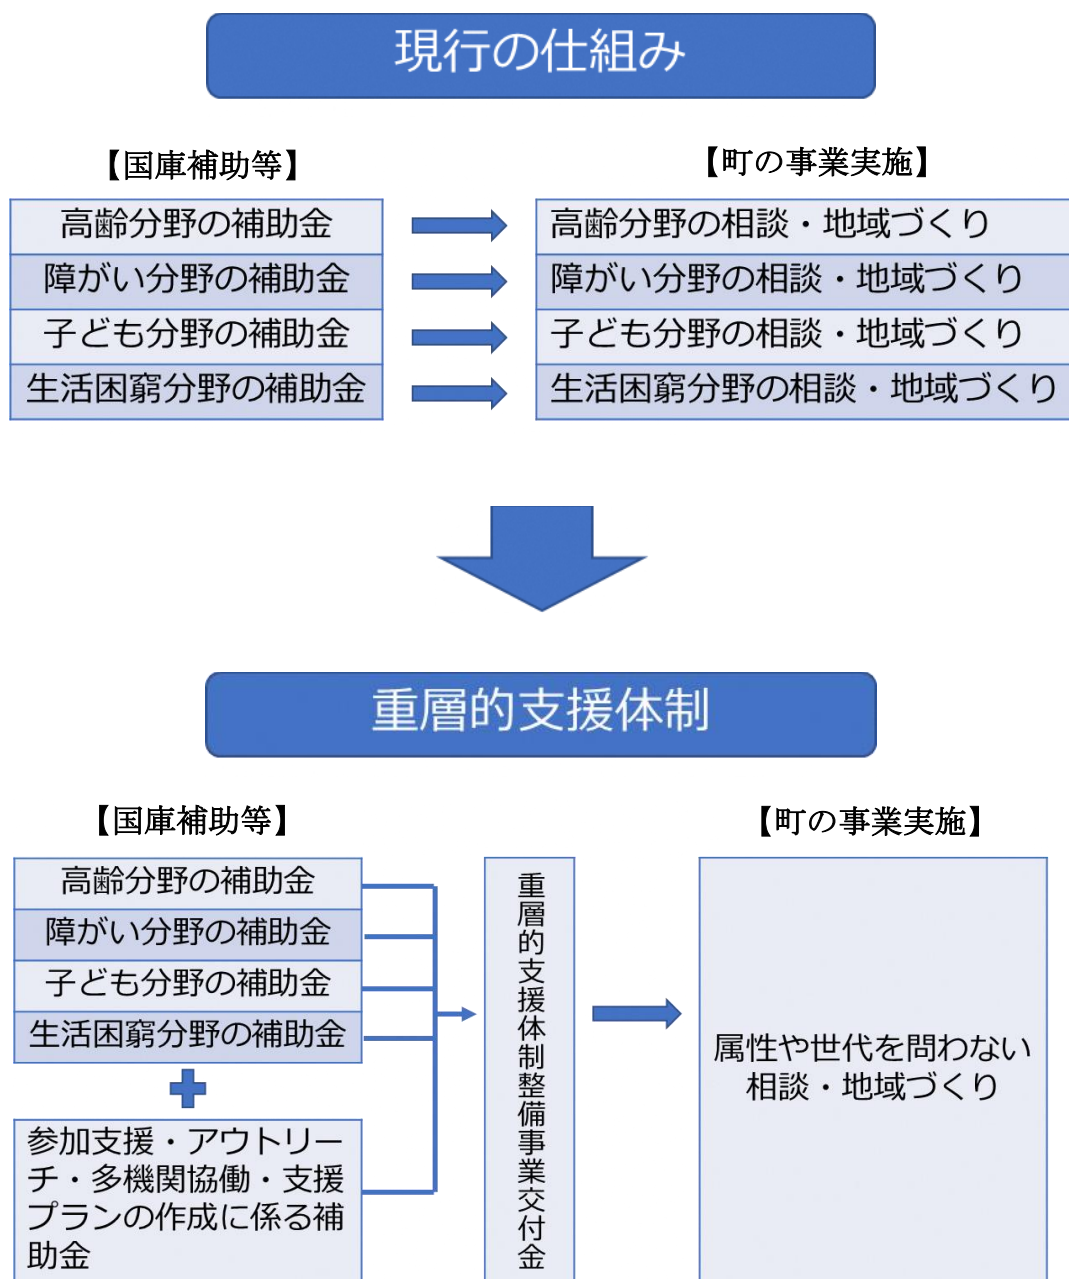 現行の仕組み
【国庫補助等】
【町の事業実施】
高齢分野の補助金
高齢分野の相談・地域づくり
障がい分野の補助金
障がい分野の相談・地域づくり
子ども分野の補助金
子ども分野の相談・地域づくり
生活困窮分野の補助金
生活困窮分野の相談・地域づくり
重層的支援体制
【国庫補助等】
【町の事業実施】
高齢分野の補助金
障がい分野の補助金
子ども分野の補助金
生活困窮分野の補助金
参加支援・アウトリー
チ・多機関協働・支援
プランの作成に係る補
助金
重層的支援体制整備事業交付金
属性や世代を問わない
相談・地域づくり